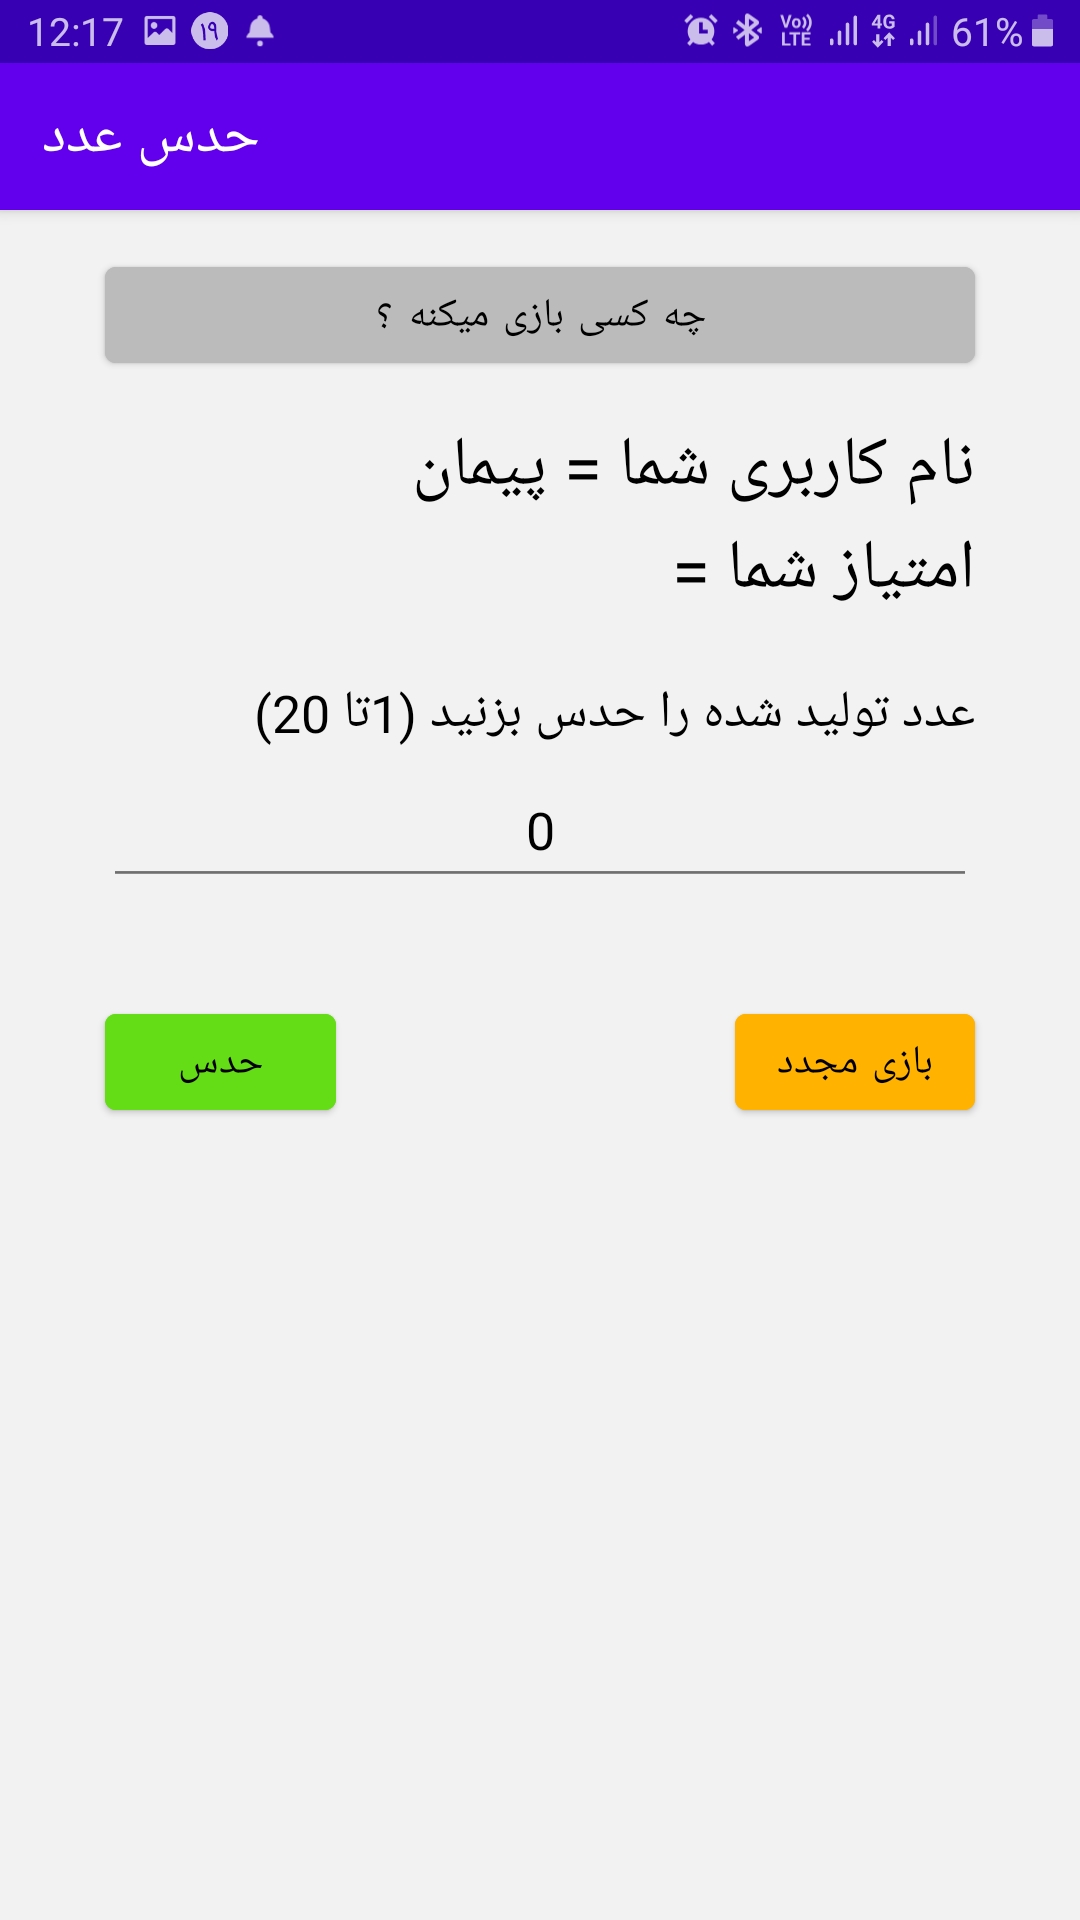 12:17 ۱۹ Vo)) LTE 4G 61%
حدس عدد
چه کسی بازی میکنه ؟
نام کاربری شما = پیمان
امتیاز شما =
عدد تولید شده را حدس بزنید (1تا 20)
0
بازی مجدد
حدس